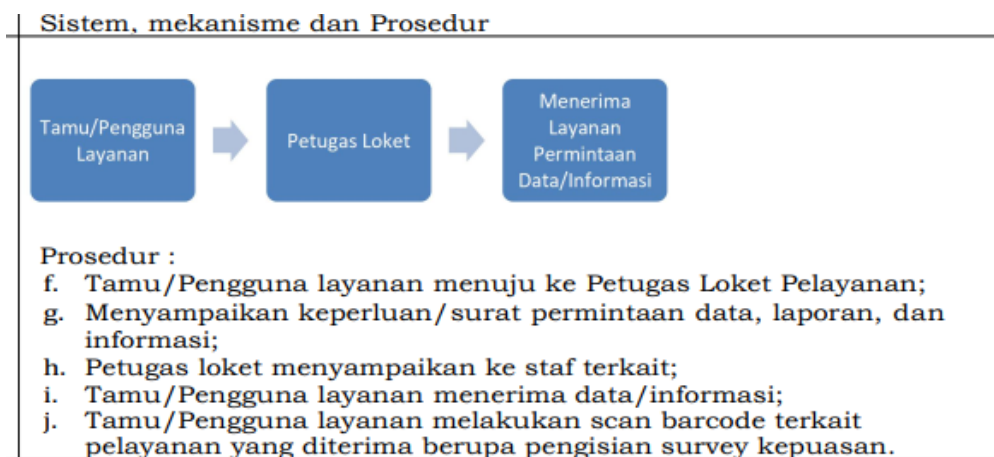 Sistem, mekanisme dan Prosedur
Tamu/Pengguna
Layanan
Petugas Loket
Menerima
Layanan
Permintaan
Data/Informasi
Prosedur :
f. Tamu/Pengguna layanan menuju ke Petugas Loket Pelayanan;
g. Menyampaikan keperluan/surat permintaan data, laporan, dan
informasi;
h. Petugas loket menyampaikan ke staf terkait;
i. Tamu/Pengguna layanan menerima data/informasi;
j. Tamu/Pengguna layanan melakukan scan barcode terkait
pelayanan yang diterima berupa pengisian survey kepuasan.